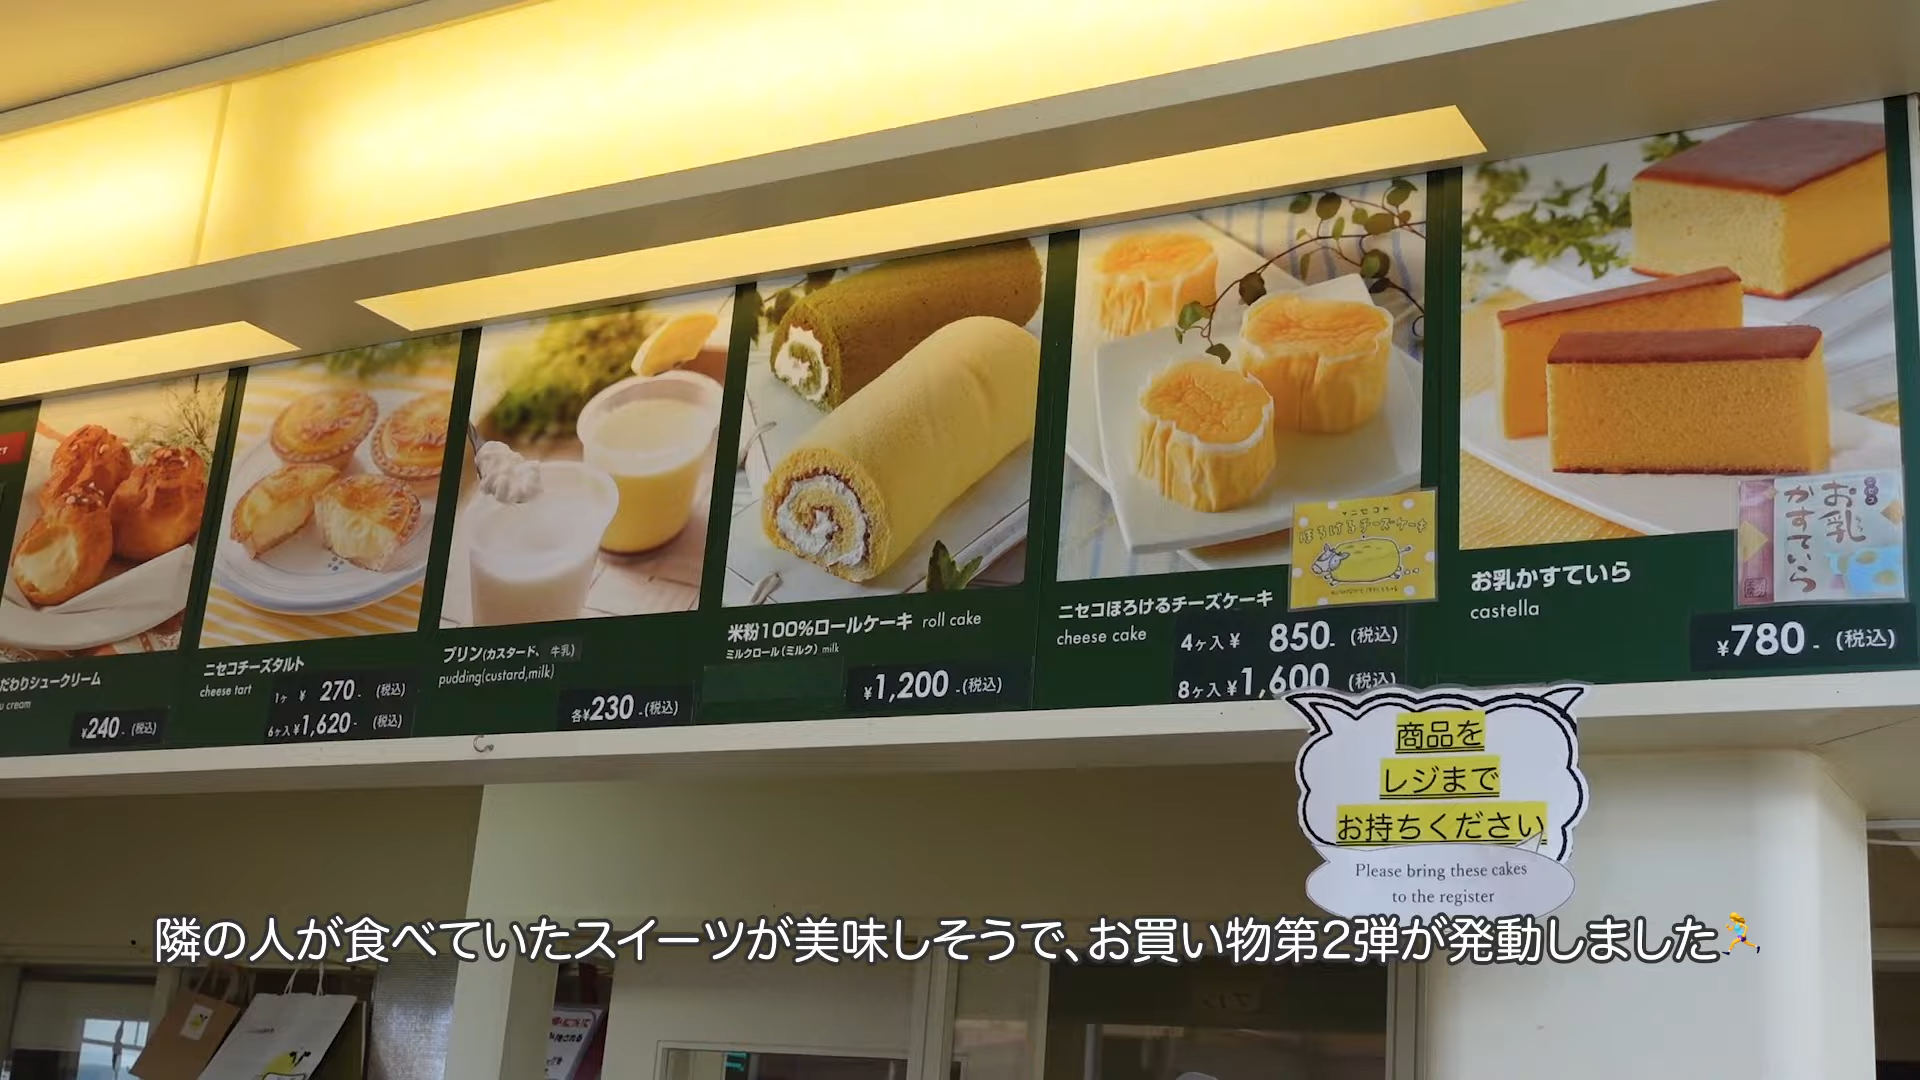 だわりシュークリーム
u cream
¥240-（税込）
ニセコチーズタルト
cheese tart
1ヶ ¥ 270-（税込）
6ヶ入¥1,620-（税込）
プリン(カスタード、牛乳)
pudding(custard,milk)
各¥230-（税込）
米粉100%ロールケーキ roll cake
ミルクロール(ミルク) milk
¥1,200-（税込）
ニセコほろけるチーズケーキ
cheese cake
4ヶ入¥ 850-（税込）
8ヶ入¥1,600（税込）
ニセコ
ほろけるチーズケーキ
お乳かすていら
castella
¥780-（税込）
ニセコ
お乳
かすていら
商品を
レジまで
お持ちください
Please bring these cakes
to the register
隣の人が食べていたスイーツが美味しそうで、お買い物第2弾が発動しました🏃